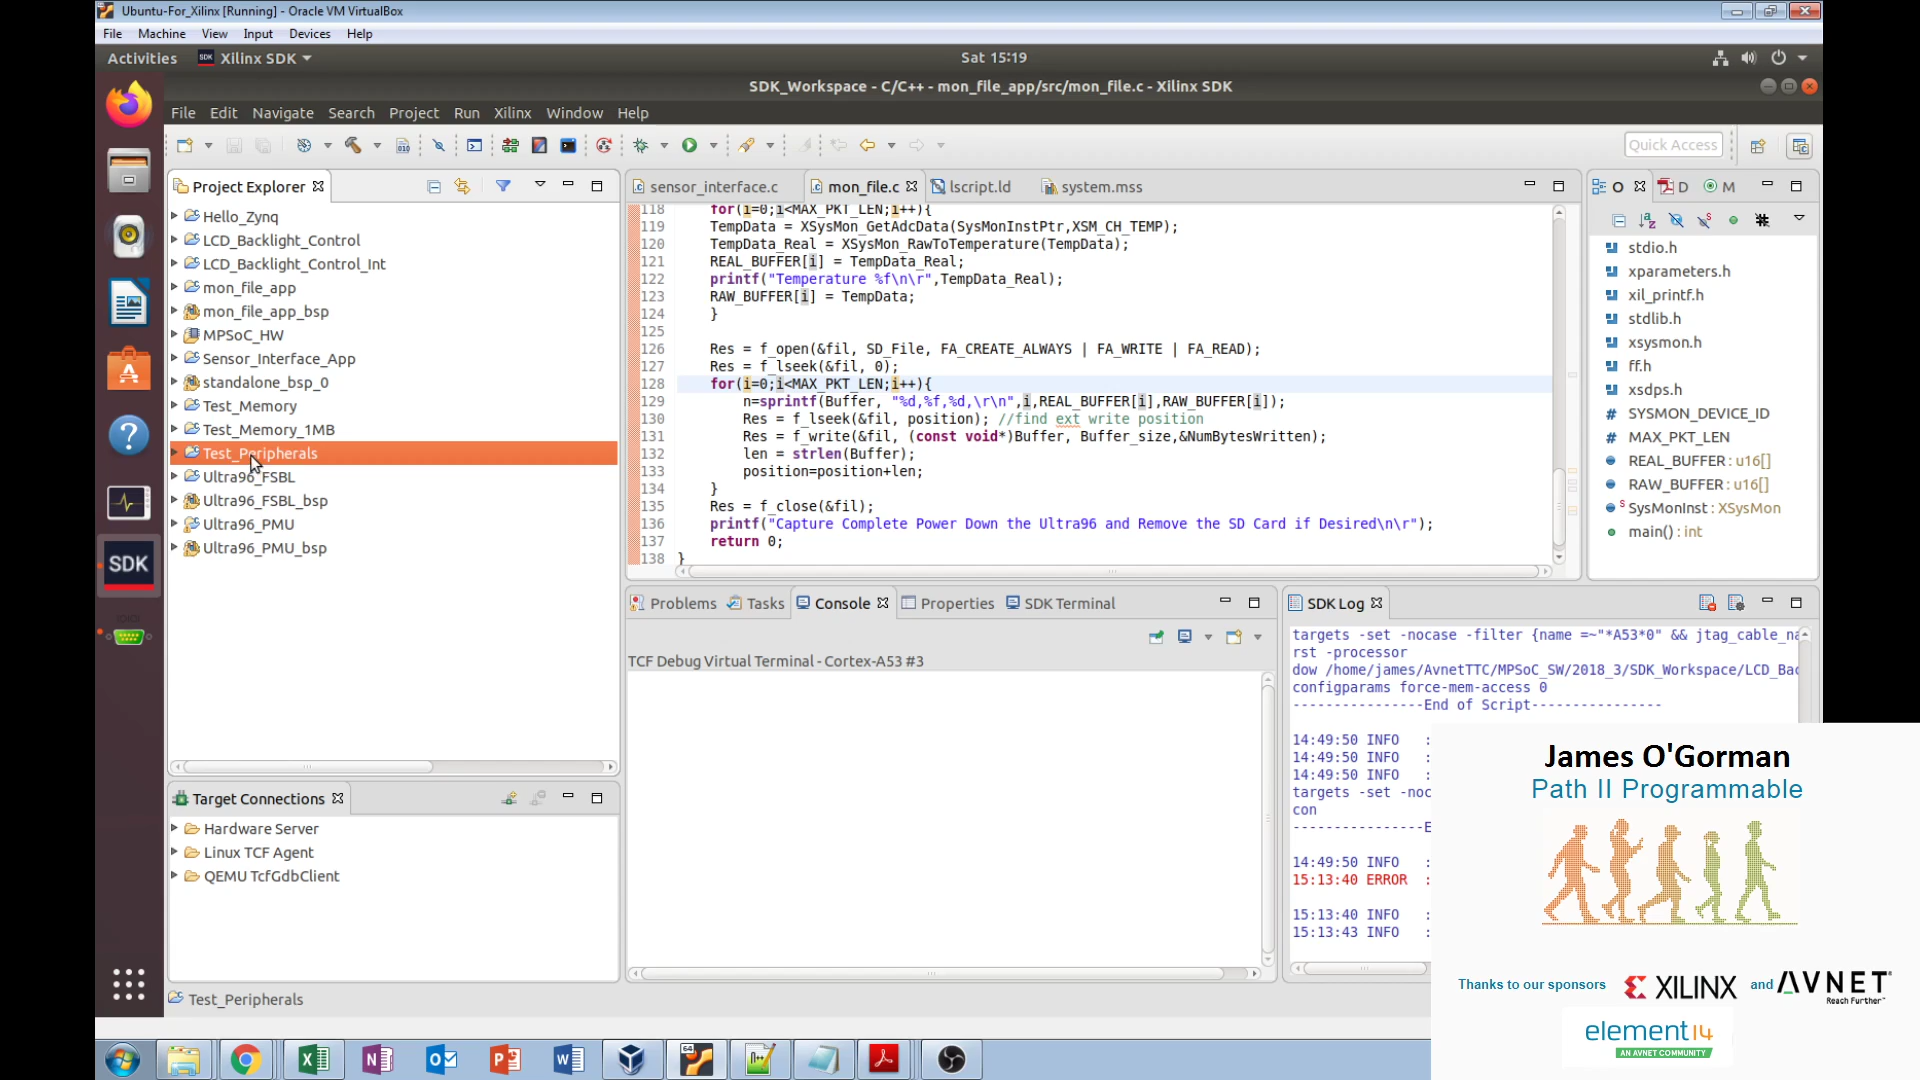 Ubuntu-For_Xilinx [Running] - Oracle VM VirtualBox
File Machine View Input Devices Help
Activities Xilinx SDK Sat 15:19
SDK_Workspace - C/C++ - mon_file_app/src/mon_file.c - Xilinx SDK
File Edit Navigate Search Project Run Xilinx Window Help
Quick Access
Project Explorer
Hello_Zynq
LCD_Backlight_Control
LCD_Backlight_Control_Int
mon_file_app
mon_file_app_bsp
MPSoC_HW
Sensor_Interface_App
standalone_bsp_0
Test_Memory
Test_Memory_1MB
Test_Peripherals
Ultra96_FSBL
Ultra96_FSBL_bsp
Ultra96_PMU
Ultra96_PMU_bsp
sensor_interface.c mon_file.c lscript.ld system.mss
118 for(i=0;i<MAX_PKT_LEN;i++){
119 TempData = XSysMon_GetAdcData(SysMonInstPtr,XSM_CH_TEMP);
120 TempData_Real = XSysMon_RawToTemperature(TempData);
121 REAL_BUFFER[i] = TempData_Real;
122 printf("Temperature %f\n\r",TempData_Real);
123 RAW_BUFFER[i] = TempData;
124 }
125
126 Res = f_open(&fil, SD_File, FA_CREATE_ALWAYS | FA_WRITE | FA_READ);
127 Res = f_lseek(&fil, 0);
128 for(i=0;i<MAX_PKT_LEN;i++){
129 n=sprintf(Buffer, "%d,%f,%d,\r\n",i,REAL_BUFFER[i],RAW_BUFFER[i]);
130 Res = f_lseek(&fil, position); //find ext write position
131 Res = f_write(&fil, (const void*)Buffer, Buffer_size,&NumBytesWritten);
132 len = strlen(Buffer);
133 position=position+len;
134 }
135 Res = f_close(&fil);
136 printf("Capture Complete Power Down the Ultra96 and Remove the SD Card if Desired\n\r");
137 return 0;
138 }
O D M
stdio.h
xparameters.h
xil_printf.h
stdlib.h
xsysmon.h
ff.h
xsdps.h
SYSMON_DEVICE_ID
MAX_PKT_LEN
REAL_BUFFER : u16[]
RAW_BUFFER : u16[]
SysMonInst : XSysMon
main() : int
Problems Tasks Console Properties SDK Terminal
TCF Debug Virtual Terminal - Cortex-A53 #3
SDK Log
targets -set -nocase -filter {name =~"*A53*0" && jtag_cable_na
rst -processor
dow /home/james/AvnetTTC/MPSoC_SW/2018_3/SDK_Workspace/LCD_Bac
configparams force-mem-access 0
----------------End of Script----------------
14:49:50 INFO :
14:49:50 INFO :
14:49:50 INFO :
targets -set -noc
con
----------------E
14:49:50 INFO :
15:13:40 ERROR :
15:13:40 INFO :
15:13:43 INFO :
Target Connections
Hardware Server
Linux TCF Agent
QEMU TcfGdbClient
Test_Peripherals
SDK
James O'Gorman
Path II Programmable
Thanks to our sponsors XILINX and AVNET
Reach Further™
element14
AN AVNET COMMUNITY